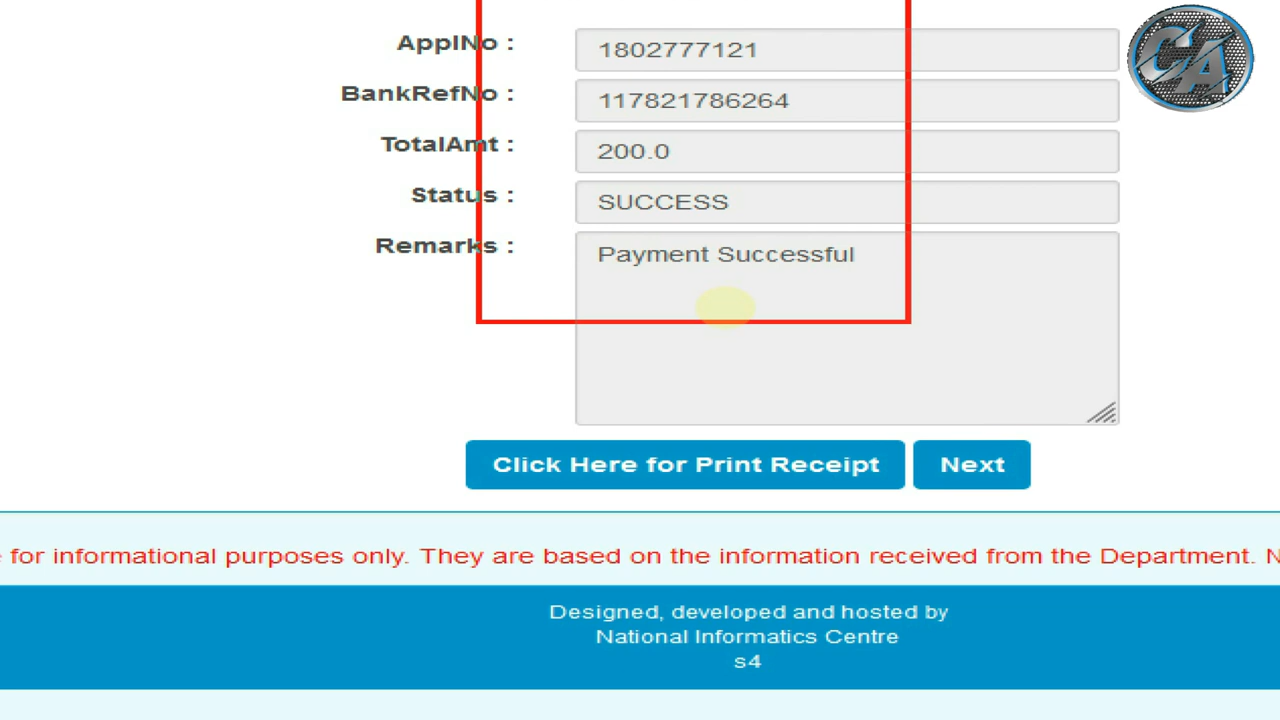 ApplNo : 1802777121
BankRefNo : 117821786264
TotalAmt : 200.0
Status : SUCCESS
Remarks : Payment Successful
Click Here for Print Receipt Next
for informational purposes only. They are based on the information received from the Department.
Designed, developed and hosted by
National Informatics Centre
s4
CA